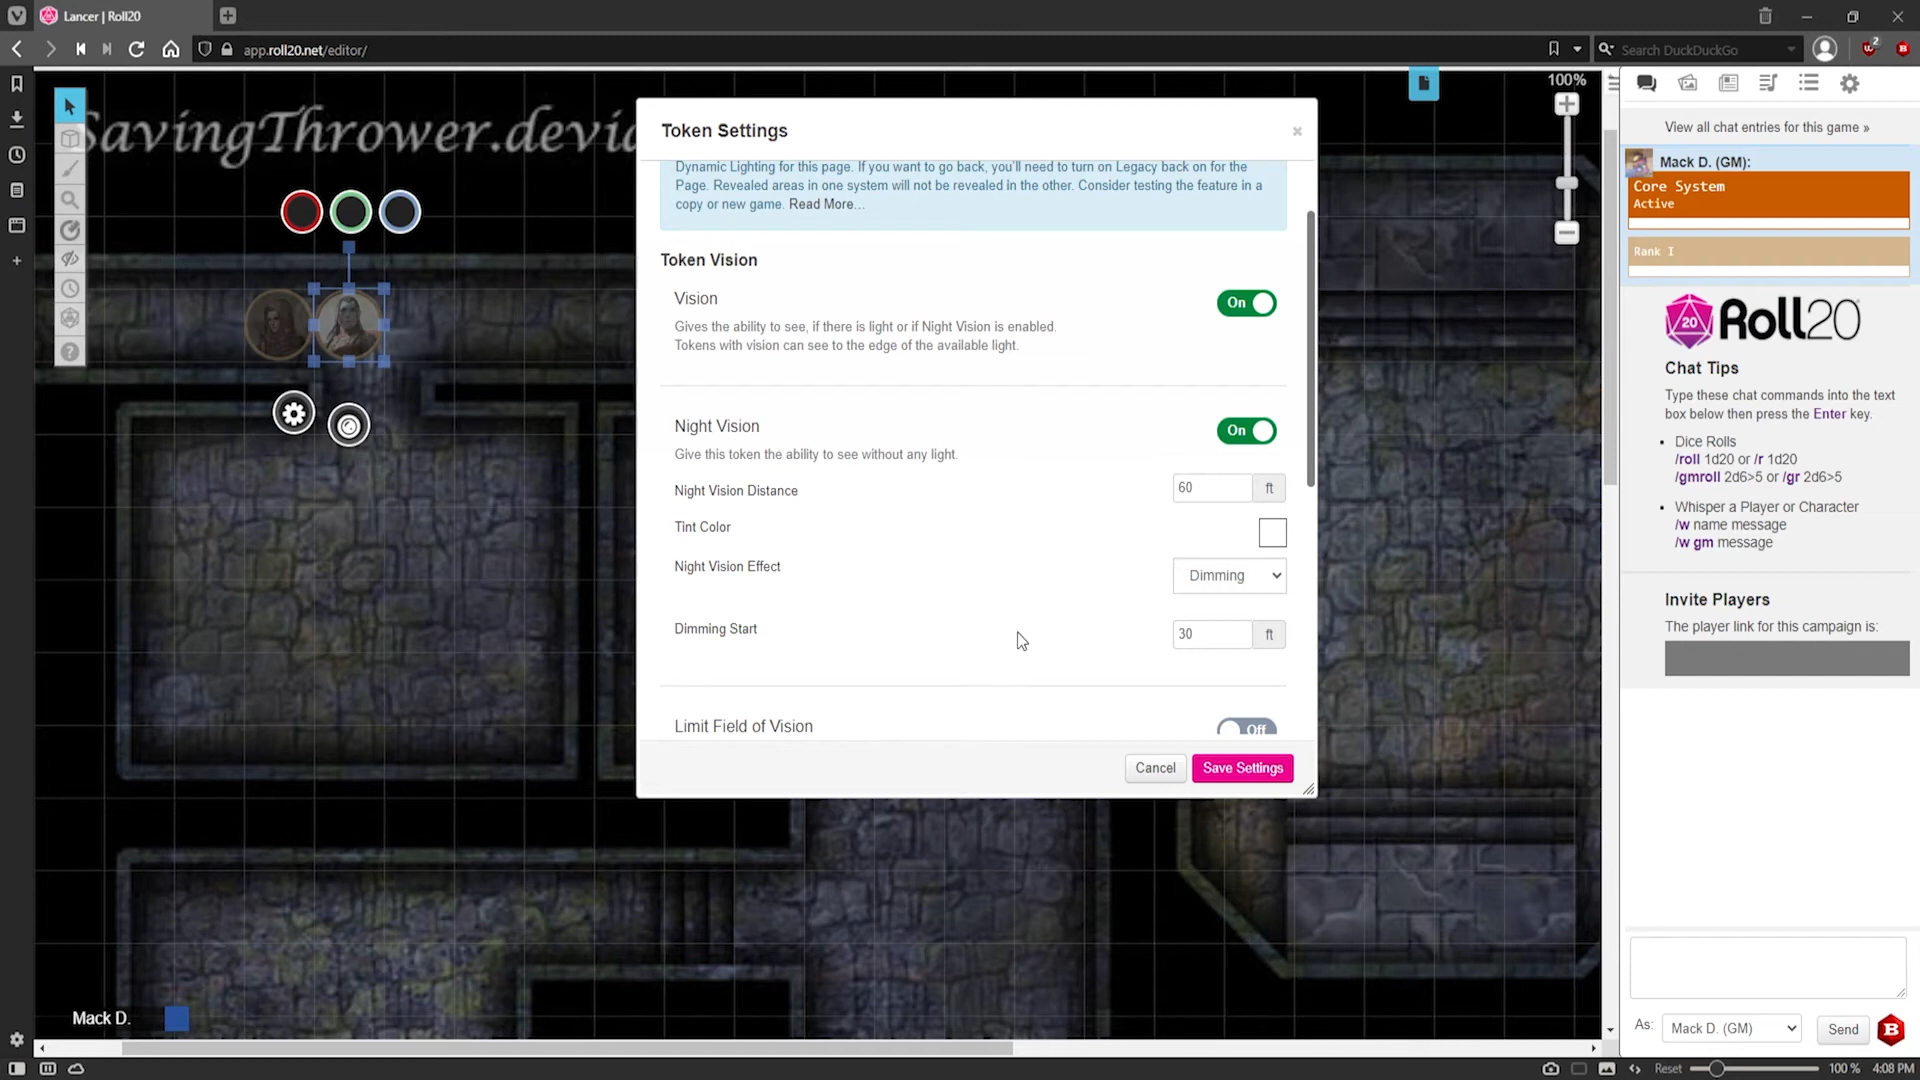 Lancer | Roll20
app.roll20.net/editor/
Search DuckDuckGo
2
SavingThrower.devia
100%
Token Settings
Dynamic Lighting for this page. If you want to go back, you'll need to turn on Legacy back on for the
Page. Revealed areas in one system will not be revealed in the other. Consider testing the feature in a
copy or new game. Read More...
Token Vision
Vision
On
Gives the ability to see, if there is light or if Night Vision is enabled.
Tokens with vision can see to the edge of the available light.
Night Vision
On
Give this token the ability to see without any light.
Night Vision Distance
60 ft
Tint Color
Night Vision Effect
Dimming
Dimming Start
30 ft
Limit Field of Vision
Off
Cancel
Save Settings
View all chat entries for this game »
Mack D. (GM):
Core System
Active
Rank I
20
Roll20
Chat Tips
Type these chat commands into the text
box below then press the Enter key.
• Dice Rolls
/roll 1d20 or /r 1d20
/gmroll 2d6>5 or /gr 2d6>5
• Whisper a Player or Character
/w name message
/w gm message
Invite Players
The player link for this campaign is:
As:
Mack D. (GM)
Send
B
Mack D.
Reset
100 %
4:08 PM